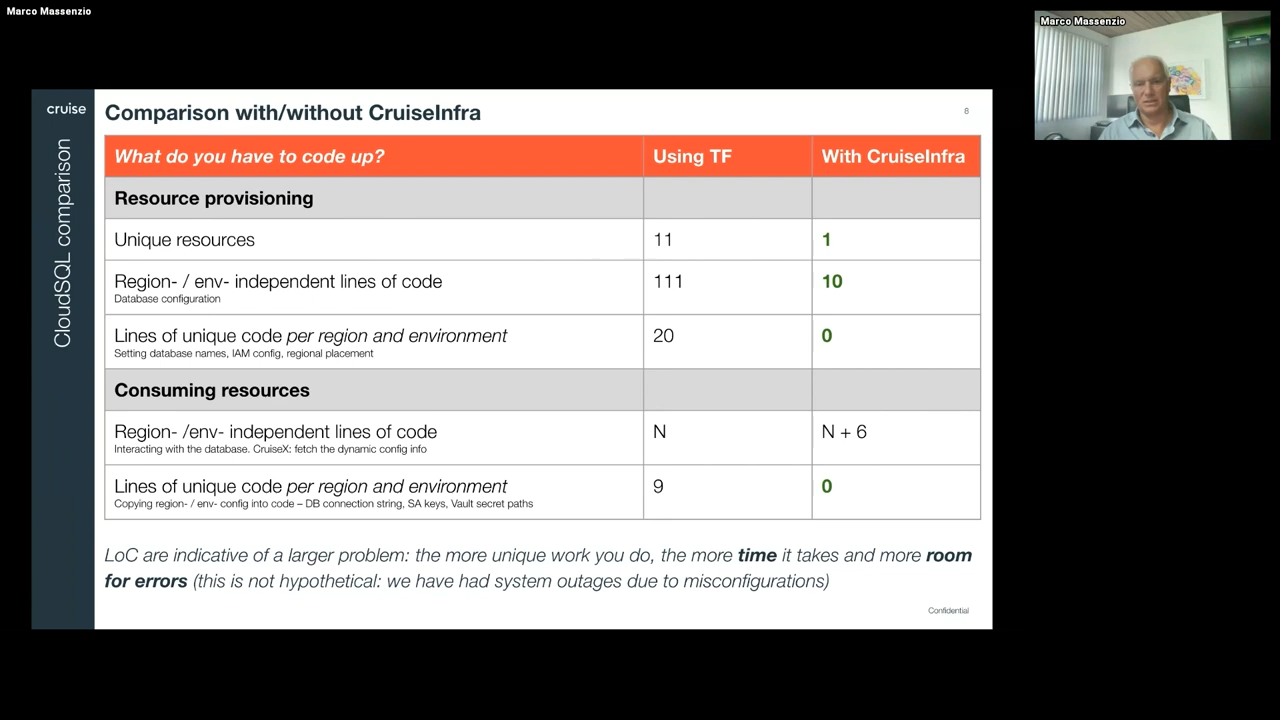 Marco Massenzio
Marco Massenzio
cruise
CloudSQL comparison
Comparison with/without CruiseInfra
8
What do you have to code up?
Using TF
With CruiseInfra
Resource provisioning
Unique resources
11
1
Region- / env- independent lines of code
Database configuration
111
10
Lines of unique code per region and environment
Setting database names, IAM config, regional placement
20
0
Consuming resources
Region- /env- independent lines of code
Interacting with the database. CruiseX: fetch the dynamic config info
N
N + 6
Lines of unique code per region and environment
Copying region- / env- config into code – DB connection string, SA keys, Vault secret paths
9
0
LoC are indicative of a larger problem: the more unique work you do, the more time it takes and more room
for errors (this is not hypothetical: we have had system outages due to misconfigurations)
Confidential